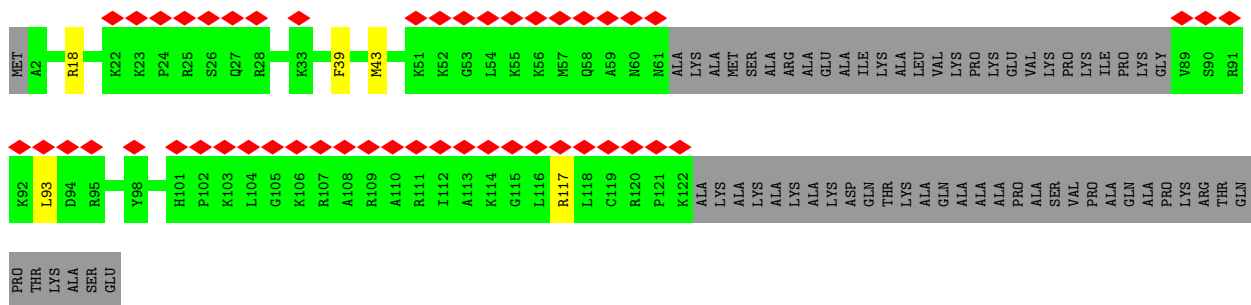 MET A2 R18 K22 K23 P24 R25 S26 Q27 R28 K33 F39 M43 K51 K52 G53 L54 K55 K56 M57 Q58 A59 N60 N61 ALA LYS ALA MET SER ALA ARG ALA GLU ALA ILE LYS ALA LEU VAL LYS PRO LYS GLU VAL LYS PRO LYS ILE PRO LYS GLY V89 S90 R91
K92 L93 D94 R95 Y98 H101 P102 K103 L104 G105 K106 R107 A108 R109 A110 R111 I112 A113 K114 G115 L116 R117 L118 C119 R120 P121 K122 ALA LYS ALA LYS ALA LYS ALA LYS ASP GLN THR LYS ALA GLN ALA ALA ALA PRO ALA SER VAL PRO ALA GLN ALA PRO LYS ARG THR GLN
PRO THR LYS ALA SER GLU